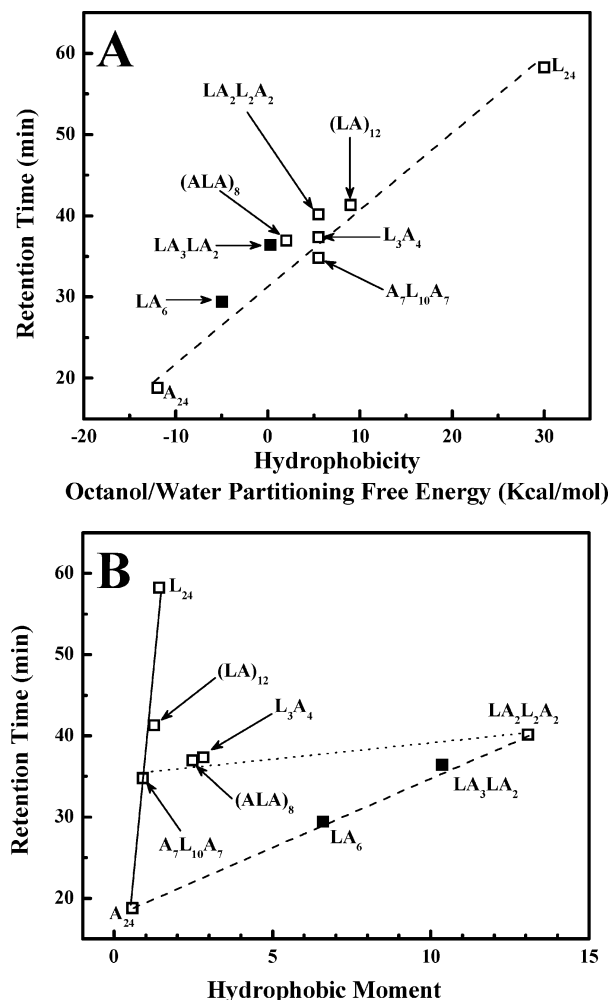 A
60
50
40
30
20
Retention Time (min)
L₂₄
LA₂L₂A₂
(LA)₁₂
(ALA)₈
LA₃LA₂
L₃A₄
LA₆
A₇L₁₀A₇
A₂₄
-20 -10 0 10 20 30
Hydrophobicity
Octanol/Water Partitioning Free Energy (Kcal/mol)
B
60
50
40
30
20
Retention Time (min)
L₂₄
(LA)₁₂
L₃A₄
LA₂L₂A₂
LA₃LA₂
(ALA)₈
A₇L₁₀A₇
LA₆
A₂₄
0 5 10 15
Hydrophobic Moment